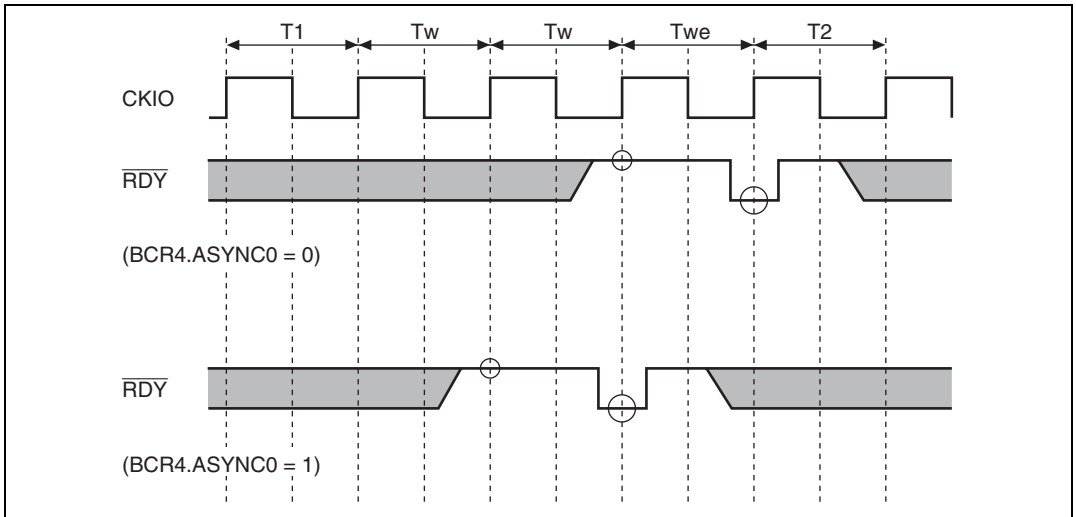 T1 Tw Tw Twe T2
CKIO
RDY
(BCR4.ASYNC0 = 0)
RDY
(BCR4.ASYNC0 = 1)